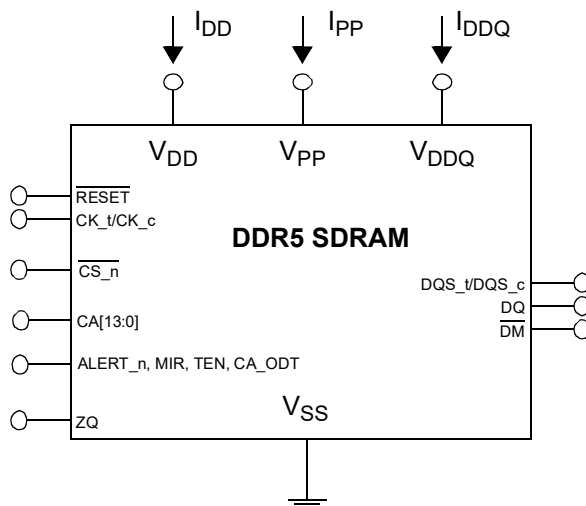 IDD IPP IDDQ
VDD VPP VDDQ
RESET
CK_t/CK_c
DDR5 SDRAM
CS_n
DQS_t/DQS_c
DQ
CA[13:0]
DM
ALERT_n, MIR, TEN, CA_ODT
VSS
ZQ